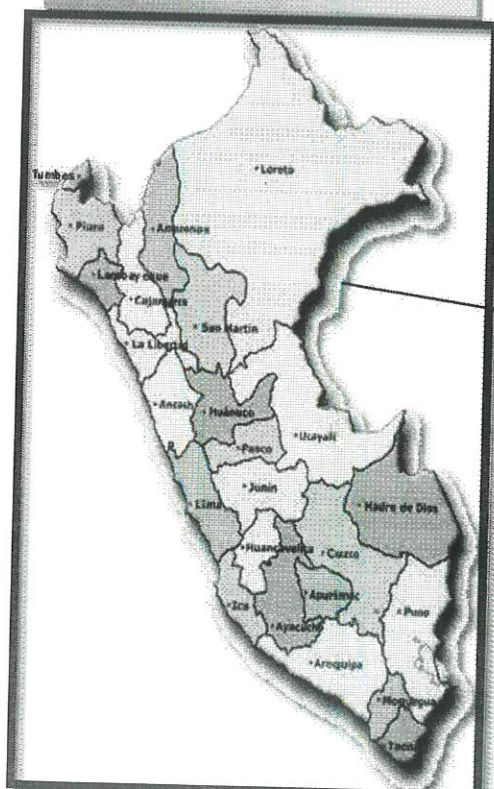 Loreto
Tumbes
Piura
Amazonas
Lambayeque
Cajamarca
San Martín
La Libertad
Ancash
Huánuco
Ucayali
Pasco
Junín
Lima
Madre de Dios
Huancavelica
Cuzco
Apurímac
Ica
Ayacucho
Puno
Arequipa
Moquegua
Tacna